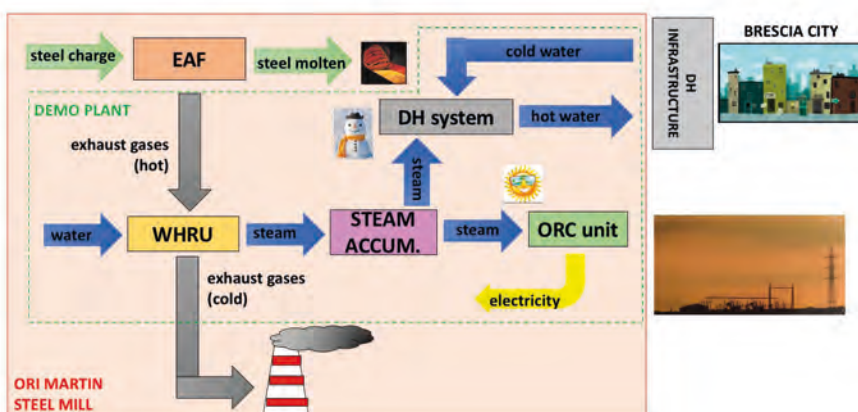 steel charge
EAF
steel molten
cold water
DH
INFRASTRUCTURE
BRESCIA CITY
DEMO PLANT
DH system
hot water
exhaust gases
(hot)
steam
water
WHRU
steam
STEAM
ACCUM.
steam
ORC unit
exhaust gases
(cold)
electricity
ORI MARTIN
STEEL MILL